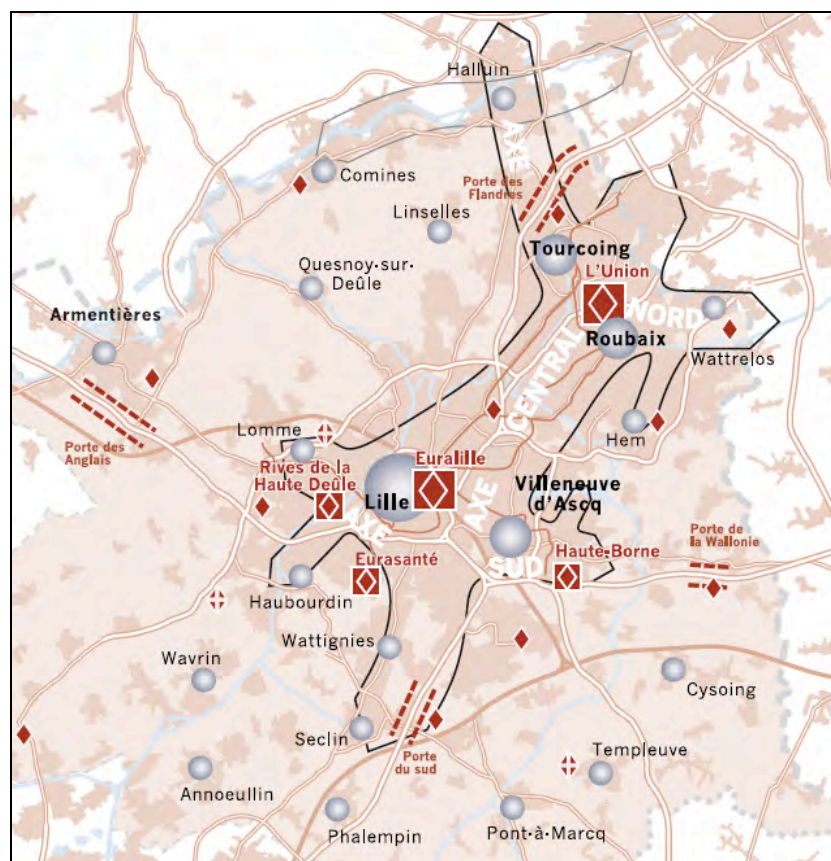 Halluin
AXE
Porte des
Flandres
Comines
Linselles
Tourcoing
L'Union
Quesnoy·sur·
Deûle
NORD
Armentières
Roubaix
Wattrelos
CENTRAL
Porte des
Anglais
Lomme
Hem
Euralille
Rives de la
Haute Deûle
Lille
Villeneuve
d'Ascq
AXE
AXE
Porte de
la Wallonie
Eurasanté
Haute-Borne
SUD
Haubourdin
Wattignies
Wavrin
Cysoing
Seclin
Porte
du sud
Templeuve
Annoeullin
Phalempin
Pont·à·Marcq